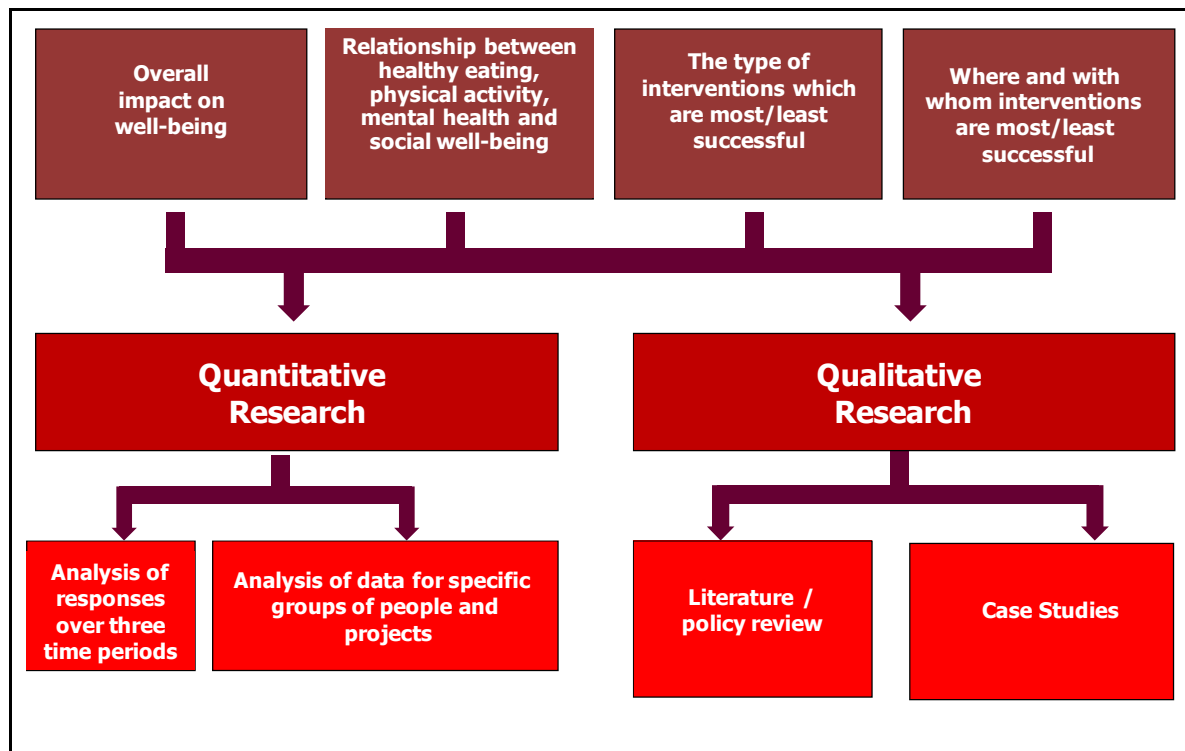 Overall
impact on
well-being
Relationship between
healthy eating,
physical activity,
mental health and
social well-being
The type of
interventions which
are most/least
successful
Where and with
whom interventions
are most/least
successful
Quantitative
Research
Qualitative
Research
Analysis of
responses
over three
time periods
Analysis of data for specific
groups of people and
projects
Literature /
policy review
Case Studies